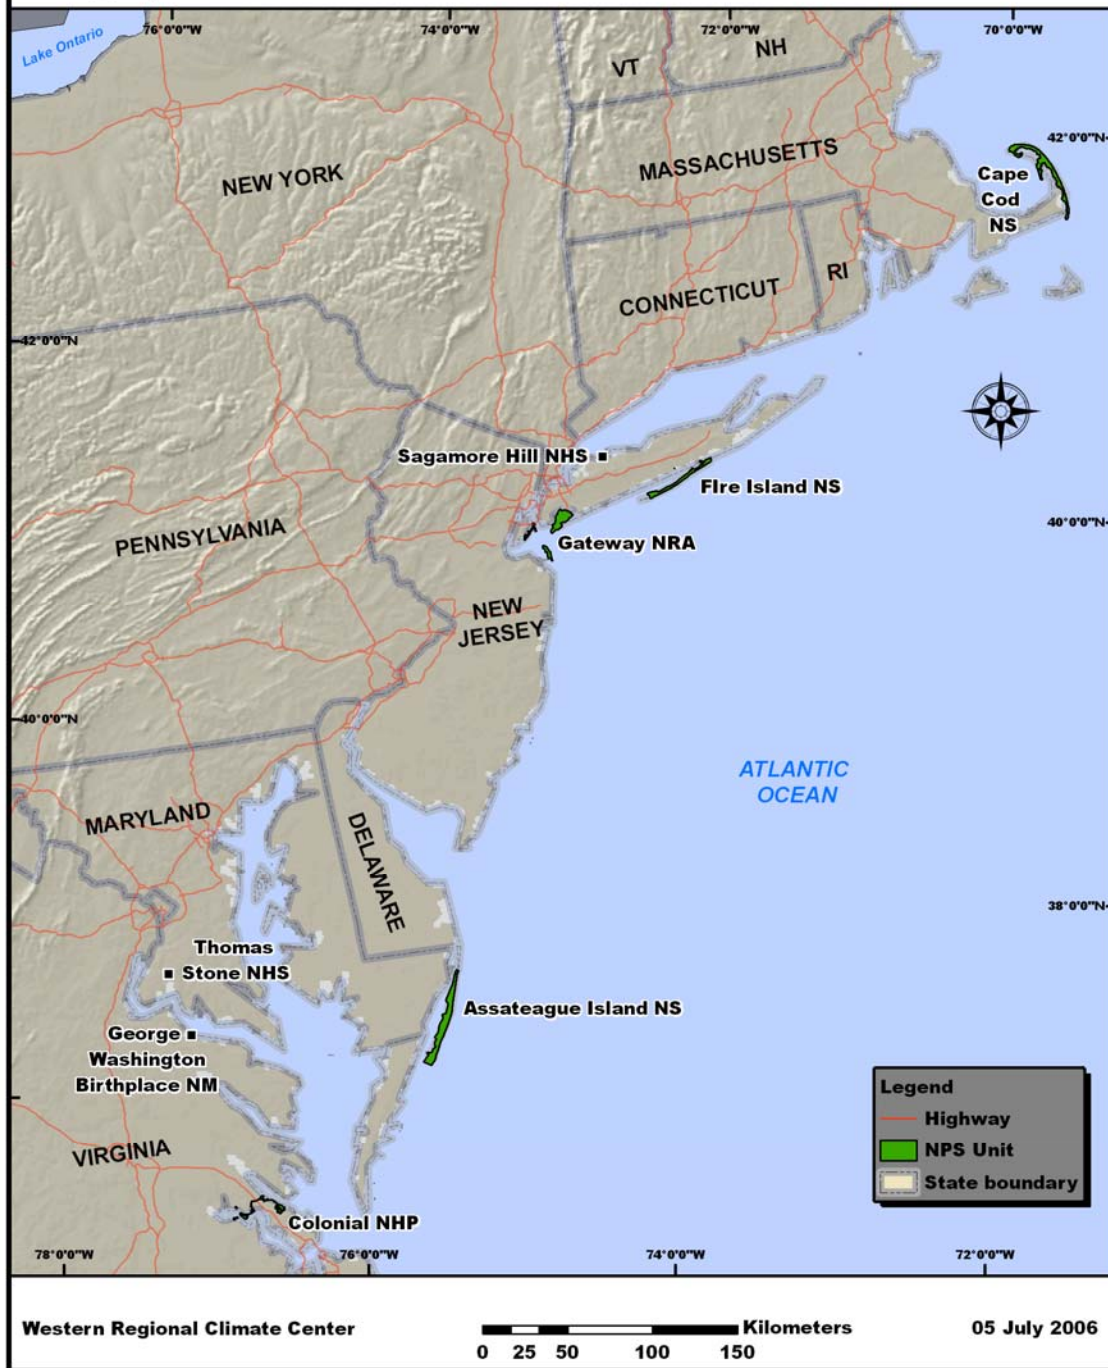 76°0'0"W
74°0'0"W
72°0'0"W
70°0'0"W
Lake Ontario
VT
NH
42°0'0"N
NEW YORK
MASSACHUSETTS
Cape
Cod
NS
CONNECTICUT
RI
42°0'0"N
Sagamore Hill NHS
FIre Island NS
40°0'0"N
PENNSYLVANIA
Gateway NRA
NEW
JERSEY
40°0'0"N
ATLANTIC
OCEAN
MARYLAND
DELAWARE
38°0'0"N
Thomas
Stone NHS
Assateague Island NS
George
Washington
Birthplace NM
Legend
Highway
NPS Unit
State boundary
VIRGINIA
Colonial NHP
78°0'0"W
76°0'0"W
74°0'0"W
72°0'0"W
Western Regional Climate Center
Kilometers
0 25 50 100 150
05 July 2006